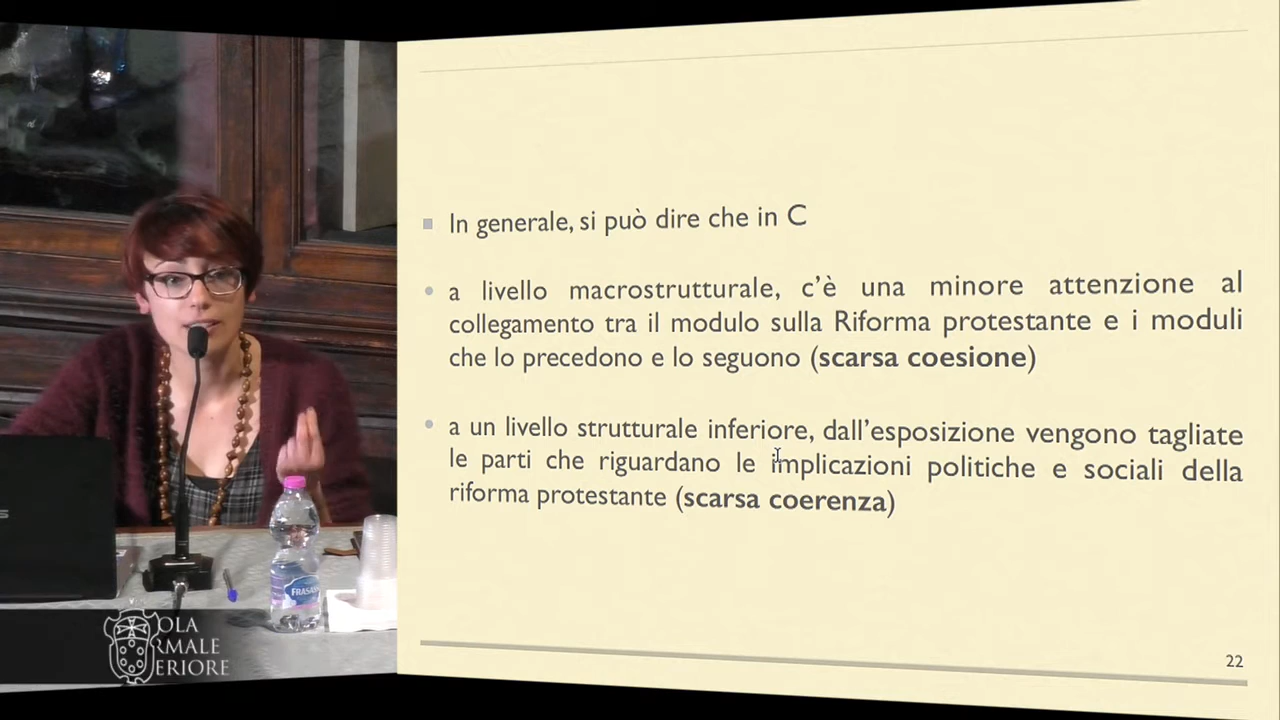 In generale, si può dire che in C
a livello macrostrutturale, c'è una minore attenzione al
collegamento tra il modulo sulla Riforma protestante e i moduli
che lo precedono e lo seguono (scarsa coesione)
a un livello strutturale inferiore, dall'esposizione vengono tagliate
le parti che riguardano le implicazioni politiche e sociali della
riforma protestante (scarsa coerenza)
22
FRASASSI
OLA
RMALE
ERIORE